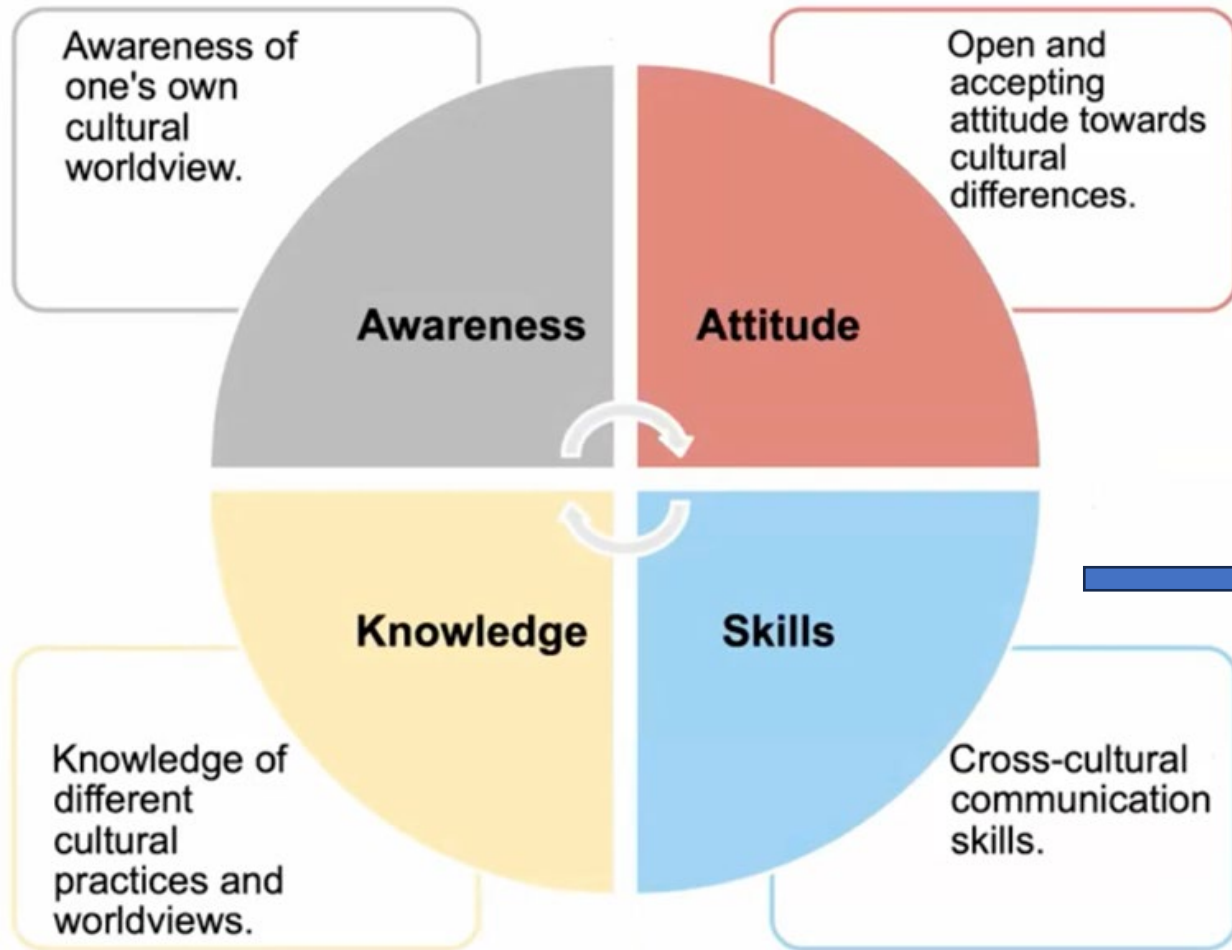 Awareness of
one's own
cultural
worldview.
Open and
accepting
attitude towards
cultural
differences.
Awareness
Attitude
Knowledge
Skills
Knowledge of
different
cultural
practices and
worldviews.
Cross-cultural
communication
skills.